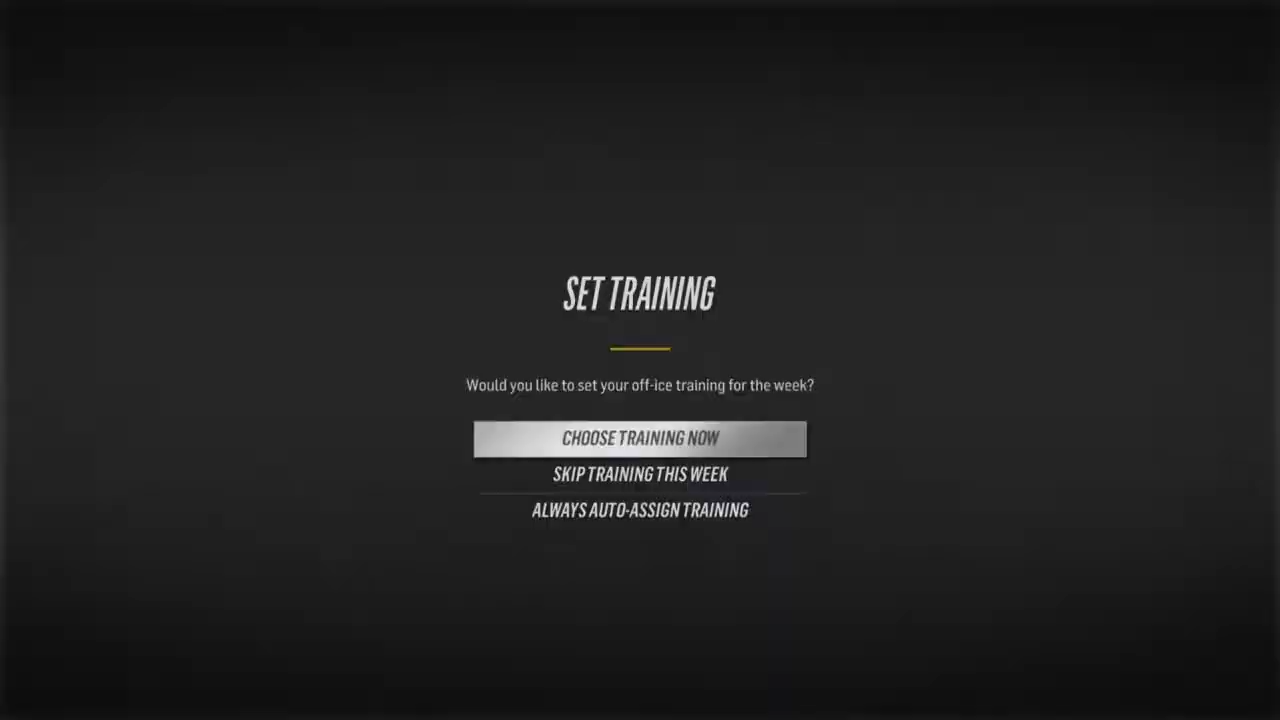 SET TRAINING
Would you like to set your off-ice training for the week?
CHOOSE TRAINING NOW
SKIP TRAINING THIS WEEK
ALWAYS AUTO-ASSIGN TRAINING